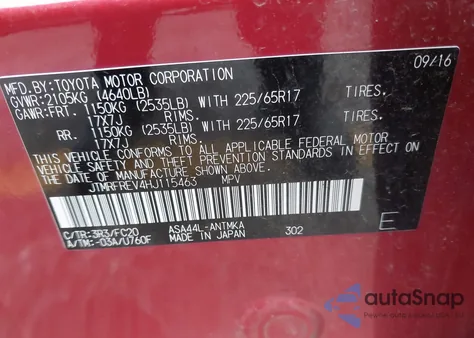 MFD.BY:TOYOTA MOTOR CORPORATION 09/16
GVWR:2105KG (4640LB)
GAWR:FRT. 1150KG (2535LB) WITH 225/65R17
17X7J RIMS.
RR. 1150KG (2535LB) WITH 225/65R17
17X7J RIMS.
THIS VEHICLE CONFORMS TO ALL APPLICABLE FEDERAL MOTOR
VEHICLE SAFETY AND THEFT PREVENTION STANDARDS IN EFFECT
ON THE DATE OF MANUFACTURE SHOWN ABOVE.
JTMRFREV4HJ115463 MPV
C/TR:3R3/FC20 ASA44L-ANTMKA E
A/TM:-03A/U760F MADE IN JAPAN 302
autoSnap